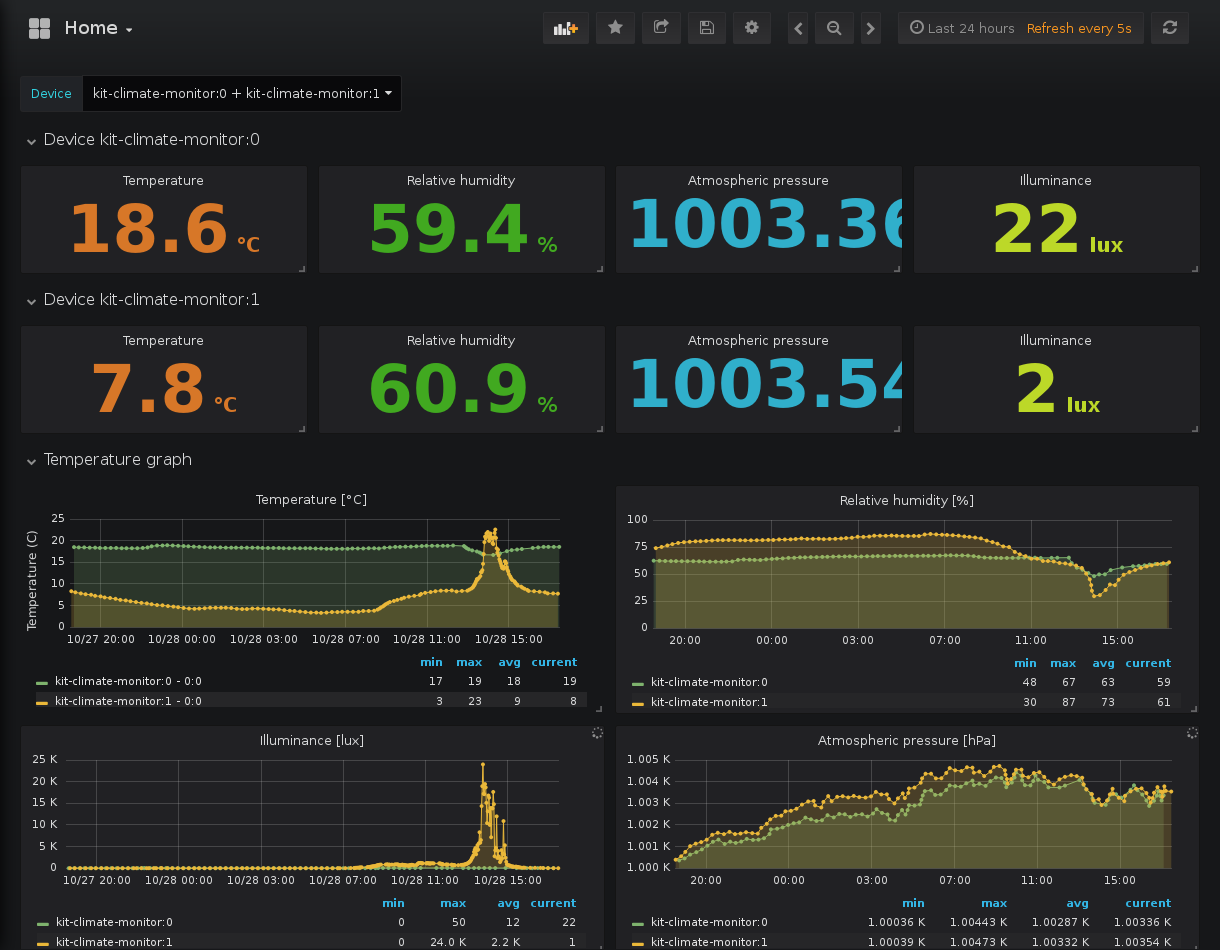 Home
Last 24 hours Refresh every 5s
Device kit-climate-monitor:0 + kit-climate-monitor:1
Device kit-climate-monitor:0
Temperature Relative humidity Atmospheric pressure Illuminance
18.6 °C 59.4 % 1003.36 22 lux
Device kit-climate-monitor:1
Temperature Relative humidity Atmospheric pressure Illuminance
7.8 °C 60.9 % 1003.54 2 lux
Temperature graph
Temperature [°C]
Temperature (C)
25
20
15
10
5
0
10/27 20:00 10/28 00:00 10/28 03:00 10/28 07:00 10/28 11:00 10/28 15:00
min max avg current
kit-climate-monitor:0 - 0:0 17 19 18 19
kit-climate-monitor:1 - 0:0 3 23 9 8
Relative humidity [%]
100
75
50
25
0
20:00 00:00 03:00 07:00 11:00 15:00
min max avg current
kit-climate-monitor:0 48 67 63 59
kit-climate-monitor:1 30 87 73 61
Illuminance [lux]
25 K
20 K
15 K
10 K
5 K
0
10/27 20:00 10/28 00:00 10/28 03:00 10/28 07:00 10/28 11:00 10/28 15:00
min max avg current
kit-climate-monitor:0 0 50 12 22
kit-climate-monitor:1 0 24.0 K 2.2 K 1
Atmospheric pressure [hPa]
1.005 K
1.004 K
1.003 K
1.002 K
1.001 K
1.000 K
20:00 00:00 03:00 07:00 11:00 15:00
min max avg current
kit-climate-monitor:0 1.00036 K 1.00443 K 1.00287 K 1.00336 K
kit-climate-monitor:1 1.00039 K 1.00473 K 1.00332 K 1.00354 K